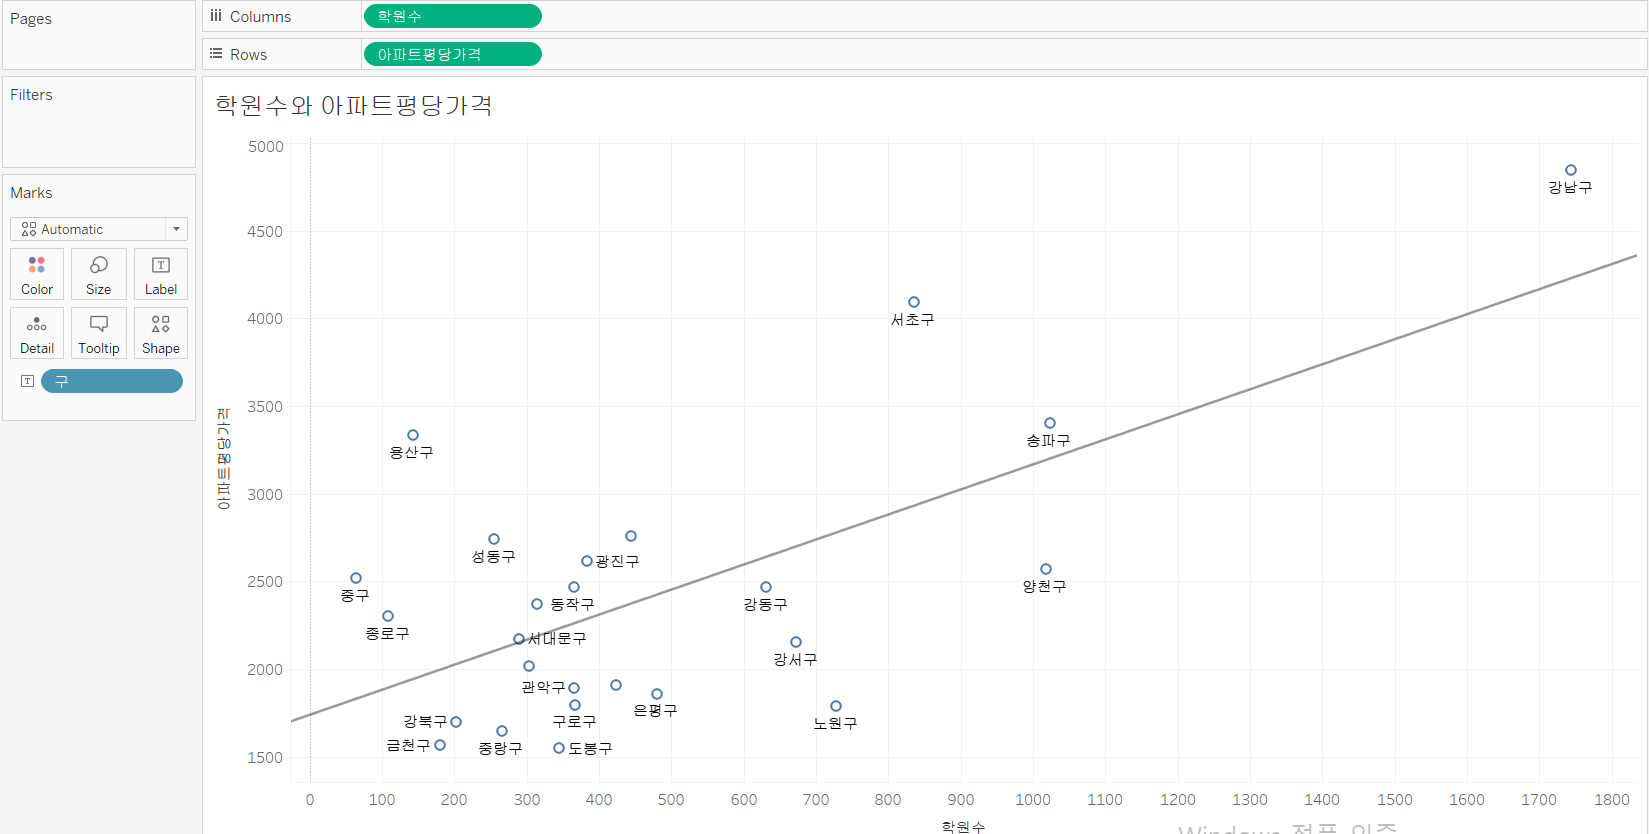 Pages
Columns 학원수
Rows 아파트평당가격
Filters
Marks
Automatic
Color Size Label
Detail Tooltip Shape
구
학원수와 아파트평당가격
5000
4500
4000
3500
3000
2500
2000
1500
아파트평당가격
강남구
서초구
송파구
용산구
성동구
광진구
양천구
중구
동작구
강동구
종로구
서대문구
강서구
관악구
은평구
강북구
구로구
노원구
금천구
중랑구
도봉구
0 100 200 300 400 500 600 700 800 900 1000 1100 1200 1300 1400 1500 1600 1700 1800
학원수
Windows 정품 인증